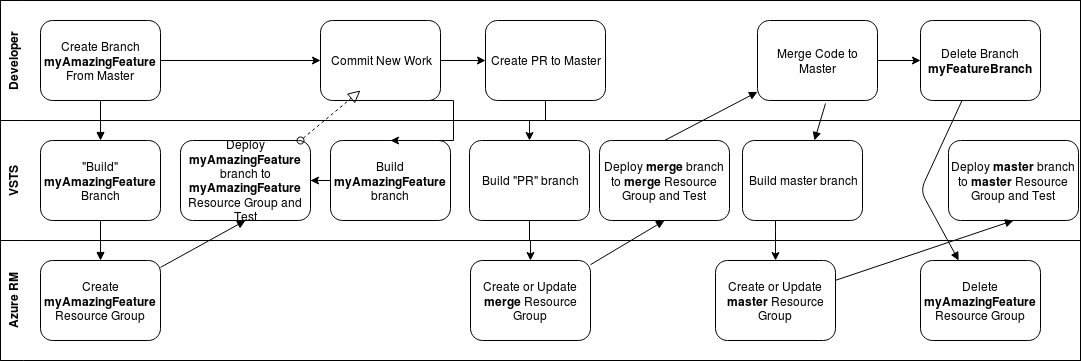 Developer
Create Branch
myAmazingFeature
From Master
Commit New Work
Create PR to Master
Merge Code to
Master
Delete Branch
myFeatureBranch
VSTS
"Build"
myAmazingFeature
Branch
Deploy
myAmazingFeature
branch to
myAmazingFeature
Resource Group and
Test
Build
myAmazingFeature
branch
Build "PR" branch
Deploy merge branch
to merge Resource
Group and Test
Build master branch
Deploy master branch
to master Resource
Group and Test
Azure RM
Create
myAmazingFeature
Resource Group
Create or Update
merge Resource
Group
Create or Update
master Resource
Group
Delete
myAmazingFeature
Resource Group